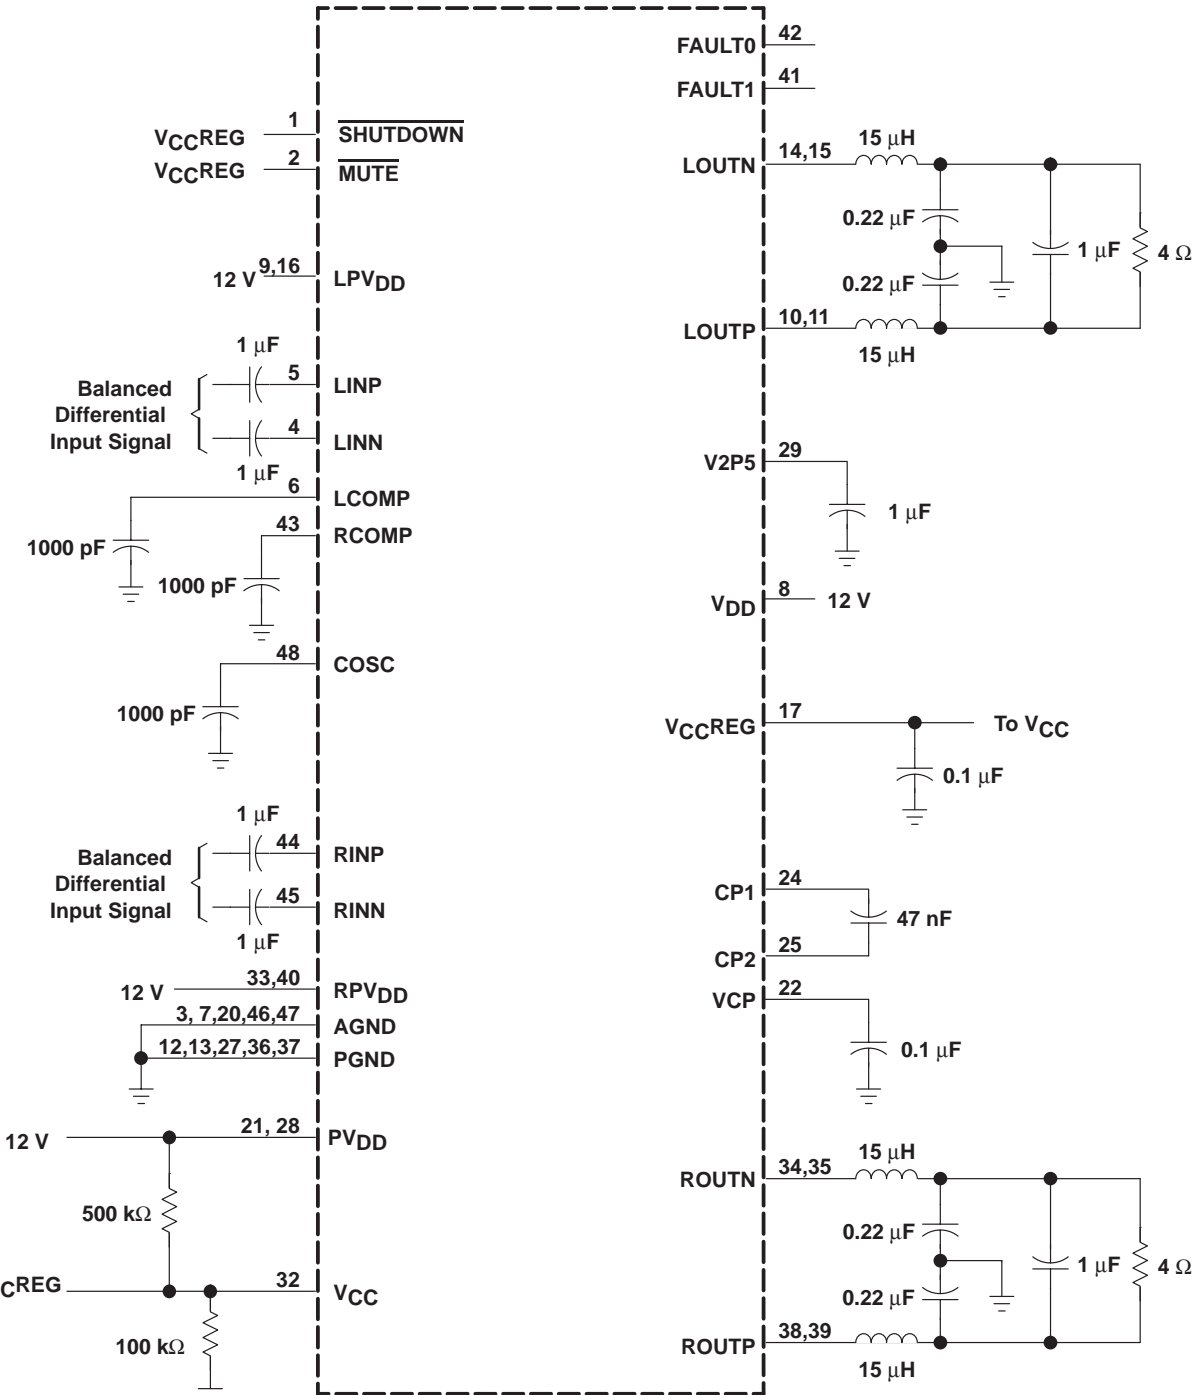 FAULT0 42
FAULT1 41
VCCREG 1 SHUTDOWN
VCCREG 2 MUTE
LOUTN 14,15 15 μH
0.22 μF
0.22 μF
1 μF 4 Ω
LOUTP 10,11 15 μH
12 V 9,16 LPVDD
1 μF
5 LINP
Balanced
Differential
Input Signal
4 LINN
1 μF
6 LCOMP
1000 pF
43 RCOMP
1000 pF
V2P5 29
1 μF
VDD 8 12 V
48 COSC
1000 pF
VCCREG 17 To VCC
0.1 μF
1 μF
44 RINP
Balanced
Differential
Input Signal
45 RINN
1 μF
CP1 24
47 nF
CP2 25
12 V 33,40 RPVDD
3, 7,20,46,47 AGND
12,13,27,36,37 PGND
VCP 22
0.1 μF
12 V 21, 28 PVDD
500 kΩ
CREG 32 VCC
100 kΩ
ROUTN 34,35 15 μH
0.22 μF
0.22 μF
1 μF 4 Ω
ROUTP 38,39 15 μH